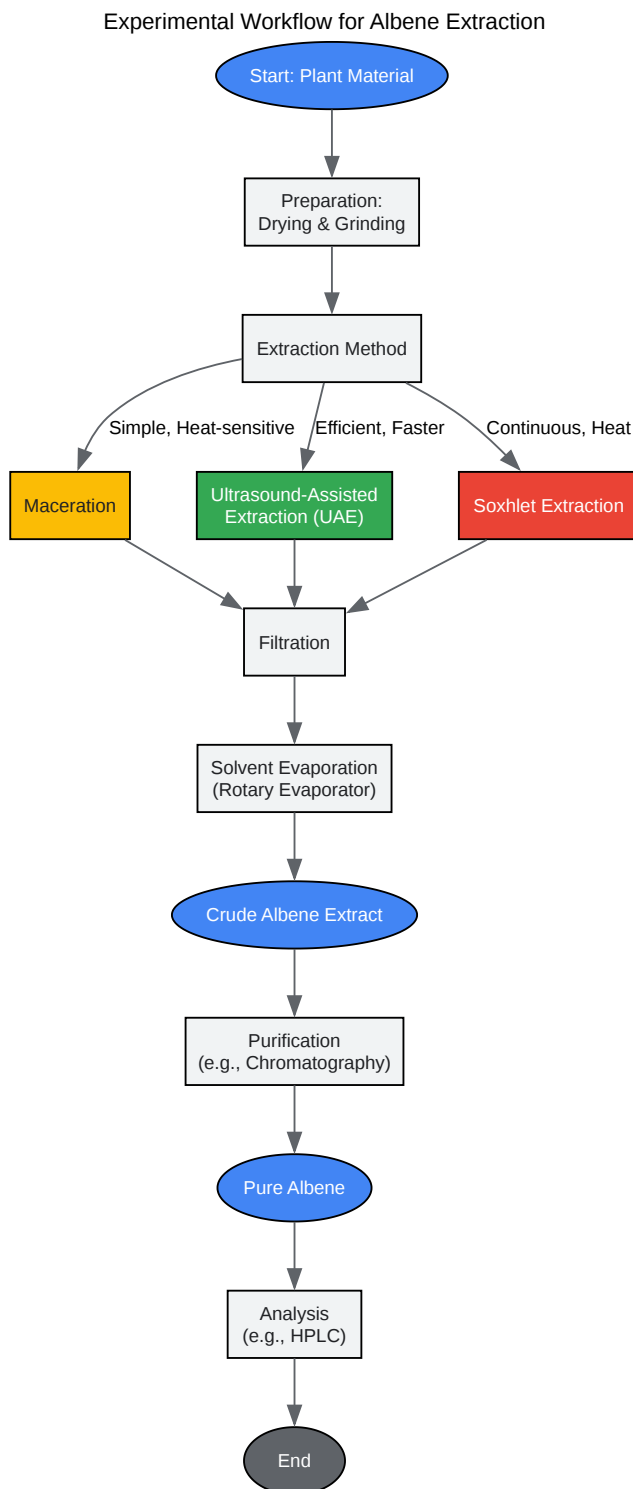 Experimental Workflow for Albene Extraction
Start: Plant Material
Preparation:
Drying & Grinding
Extraction Method
Simple, Heat-sensitive
Efficient, Faster
Continuous, Heat
Maceration
Ultrasound-Assisted
Extraction (UAE)
Soxhlet Extraction
Filtration
Solvent Evaporation
(Rotary Evaporator)
Crude Albene Extract
Purification
(e.g., Chromatography)
Pure Albene
Analysis
(e.g., HPLC)
End